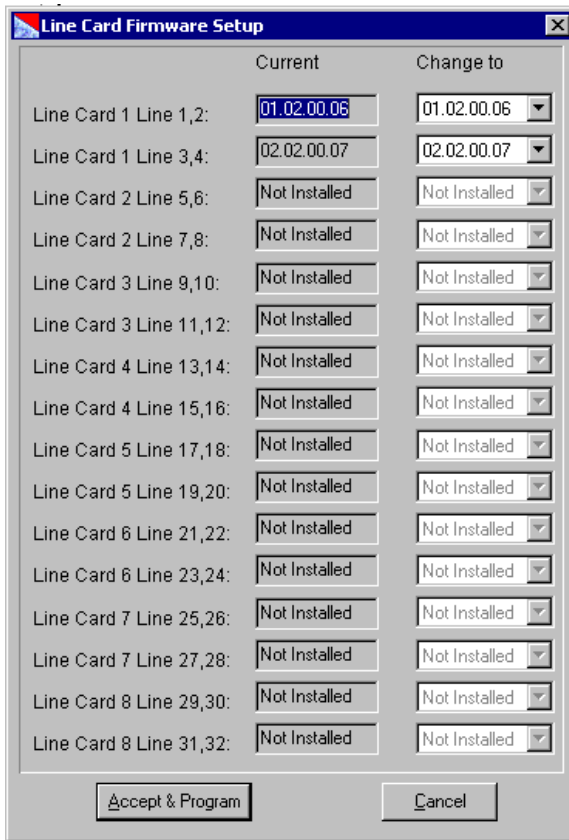 Line Card Firmware Setup
Current Change to
Line Card 1 Line 1,2: 01.02.00.06 01.02.00.06
Line Card 1 Line 3,4: 02.02.00.07 02.02.00.07
Line Card 2 Line 5,6: Not Installed Not Installed
Line Card 2 Line 7,8: Not Installed Not Installed
Line Card 3 Line 9,10: Not Installed Not Installed
Line Card 3 Line 11,12: Not Installed Not Installed
Line Card 4 Line 13,14: Not Installed Not Installed
Line Card 4 Line 15,16: Not Installed Not Installed
Line Card 5 Line 17,18: Not Installed Not Installed
Line Card 5 Line 19,20: Not Installed Not Installed
Line Card 6 Line 21,22: Not Installed Not Installed
Line Card 6 Line 23,24: Not Installed Not Installed
Line Card 7 Line 25,26: Not Installed Not Installed
Line Card 7 Line 27,28: Not Installed Not Installed
Line Card 8 Line 29,30: Not Installed Not Installed
Line Card 8 Line 31,32: Not Installed Not Installed
Accept & Program Cancel